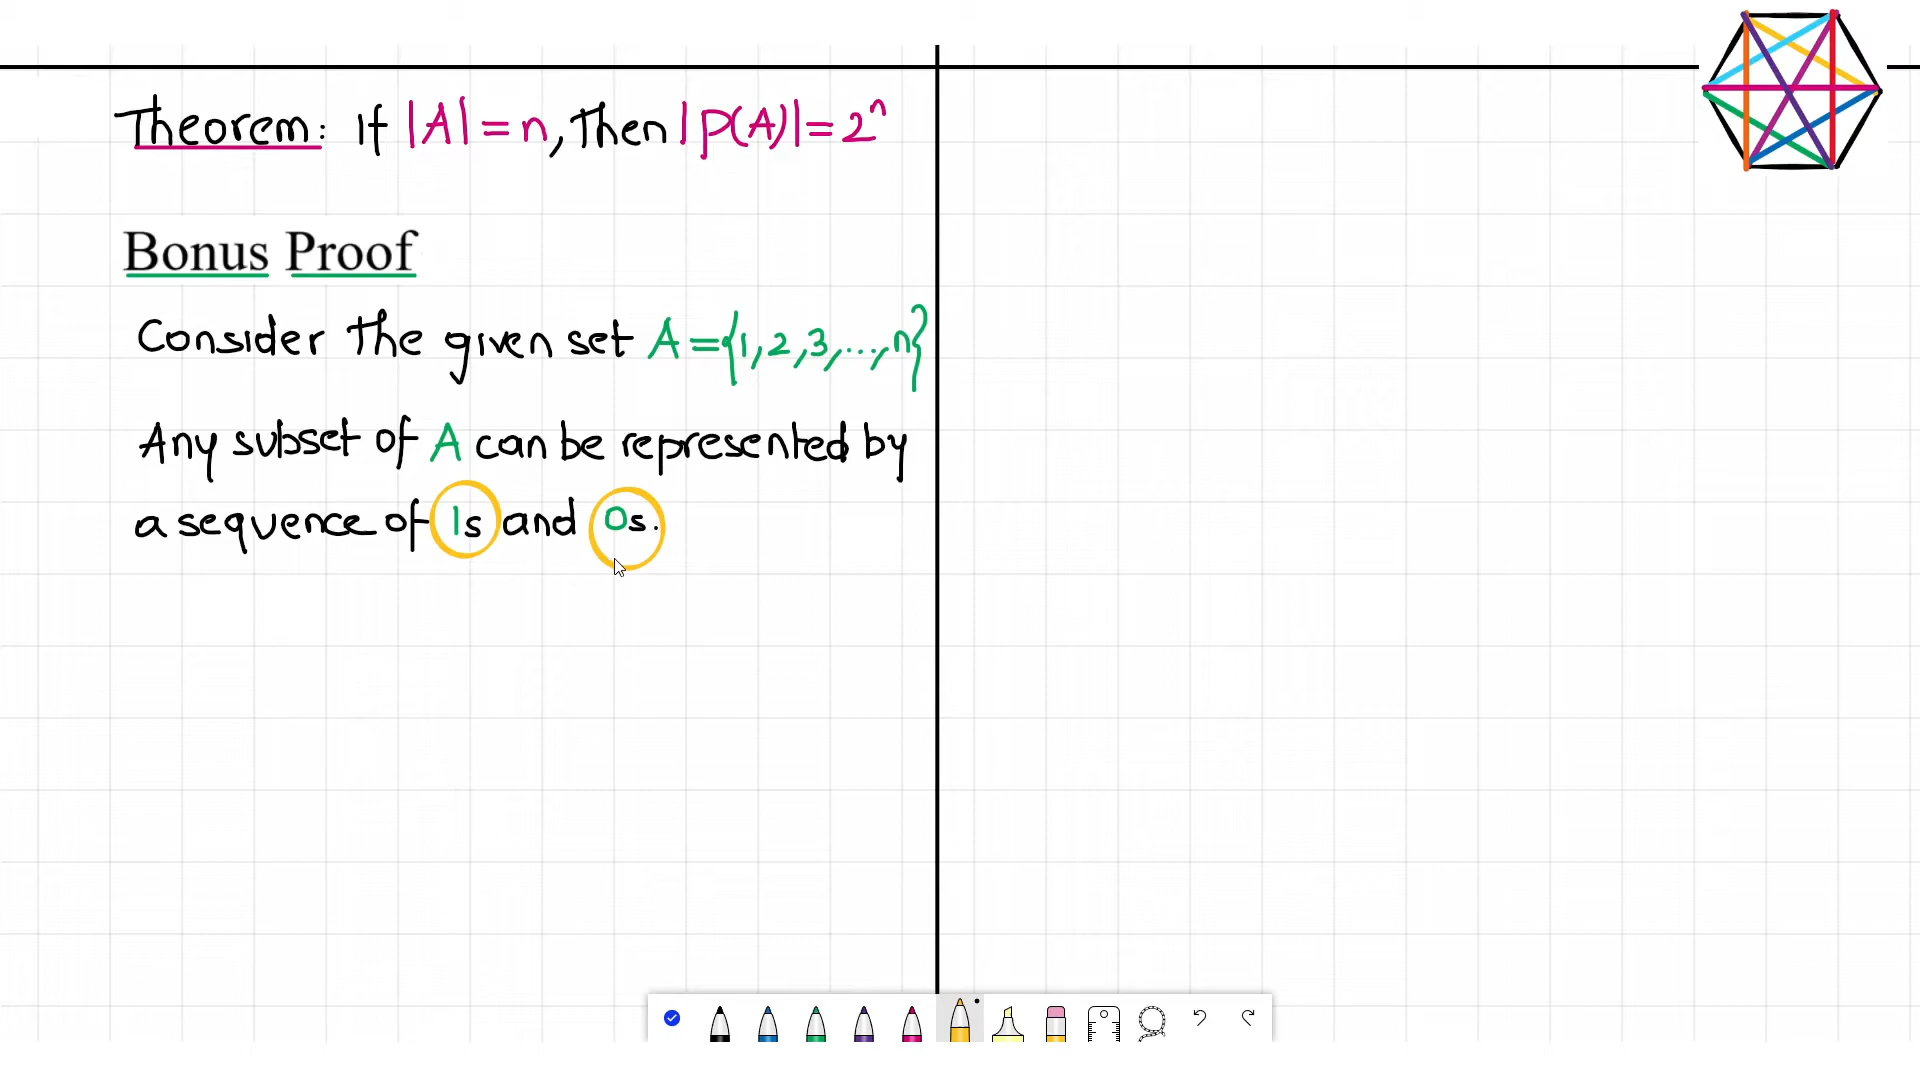 Theorem: If |A| = n, Then |P(A)| = 2ⁿ
Bonus Proof
Consider The given set A={1,2,3,...,n}
Any subset of A can be represented by
a sequence of 1s and 0s.